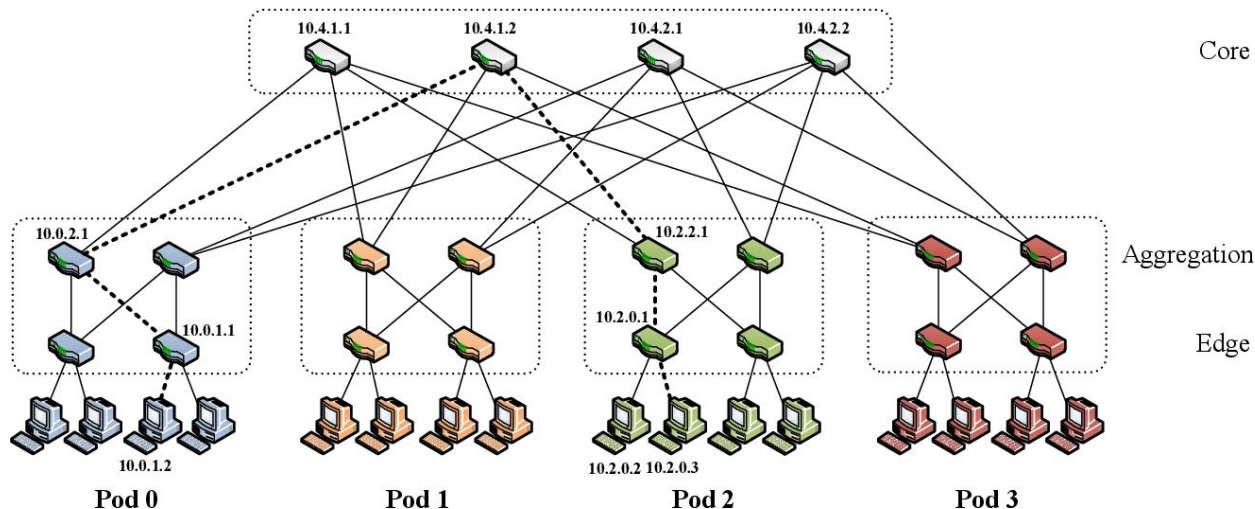 10.4.1.1 10.4.1.2 10.4.2.1 10.4.2.2
Core
10.0.2.1 10.2.2.1
Aggregation
10.0.1.1 10.2.0.1
Edge
10.0.1.2 10.2.0.2 10.2.0.3
Pod 0 Pod 1 Pod 2 Pod 3